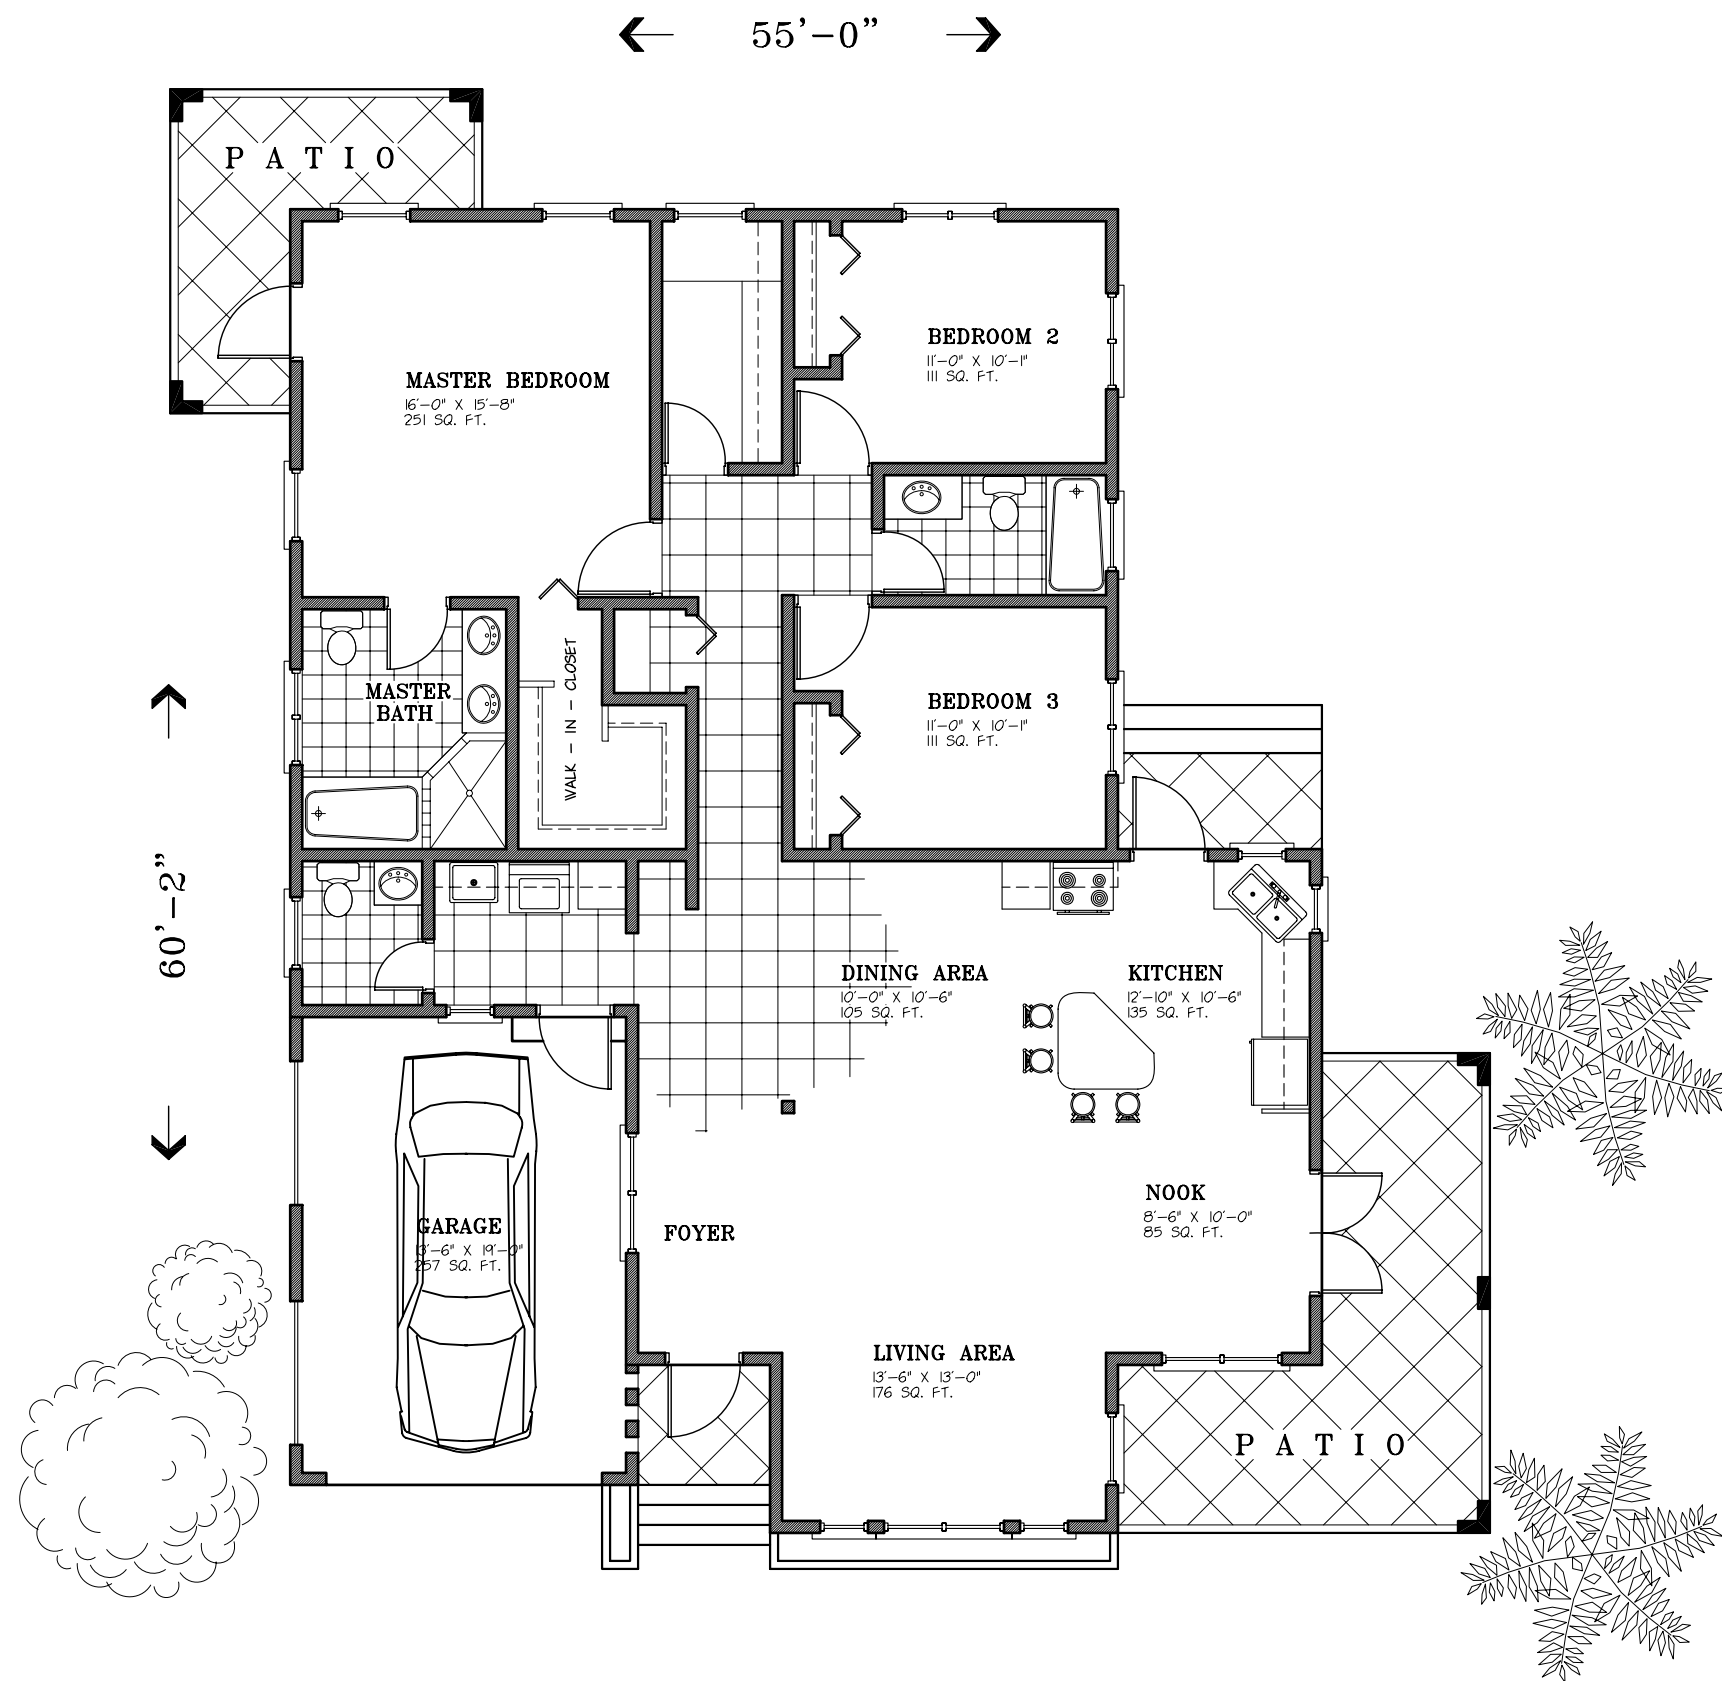 55'-0"
P A T I O
BEDROOM 2
11'-0" X 10'-1"
111 SQ. FT.
MASTER BEDROOM
16'-0" X 15'-8"
251 SQ. FT.
WALK - IN - CLOSET
MASTER
BATH
BEDROOM 3
11'-0" X 10'-1"
111 SQ. FT.
60'-2"
DINING AREA
10'-0" X 10'-6"
105 SQ. FT.
KITCHEN
12'-10" X 10'-6"
135 SQ. FT.
NOOK
8'-6" X 10'-0"
85 SQ. FT.
GARAGE
13'-6" X 19'-0"
257 SQ. FT.
FOYER
LIVING AREA
13'-6" X 13'-0"
176 SQ. FT.
P A T I O